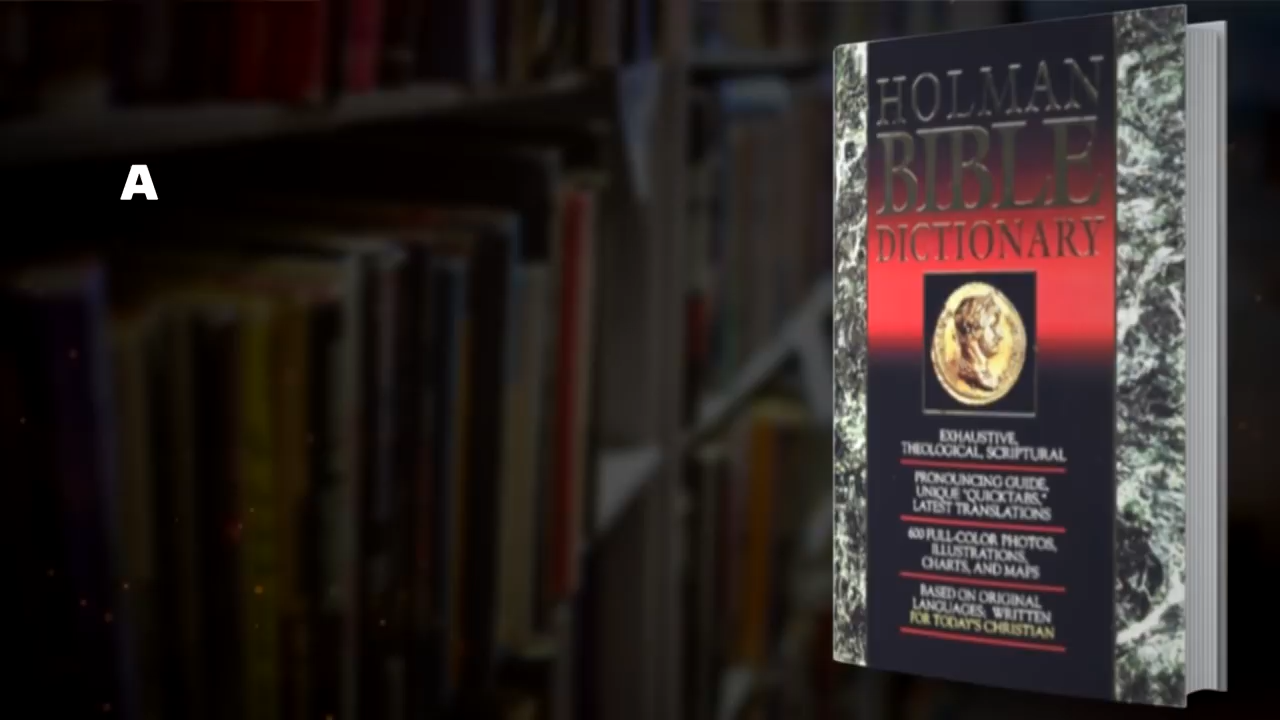 A
HOLMAN
BIBLE
DICTIONARY
EXHAUSTIVE,
THEOLOGICAL, SCRIPTURAL
PRONOUNCING GUIDE,
UNIQUE "QUICKTABS,"
LATEST TRANSLATIONS
600 FULL-COLOR PHOTOS,
ILLUSTRATIONS,
CHARTS, AND MAPS
BASED ON ORIGINAL
LANGUAGES; WRITTEN
FOR TODAY'S CHRISTIAN